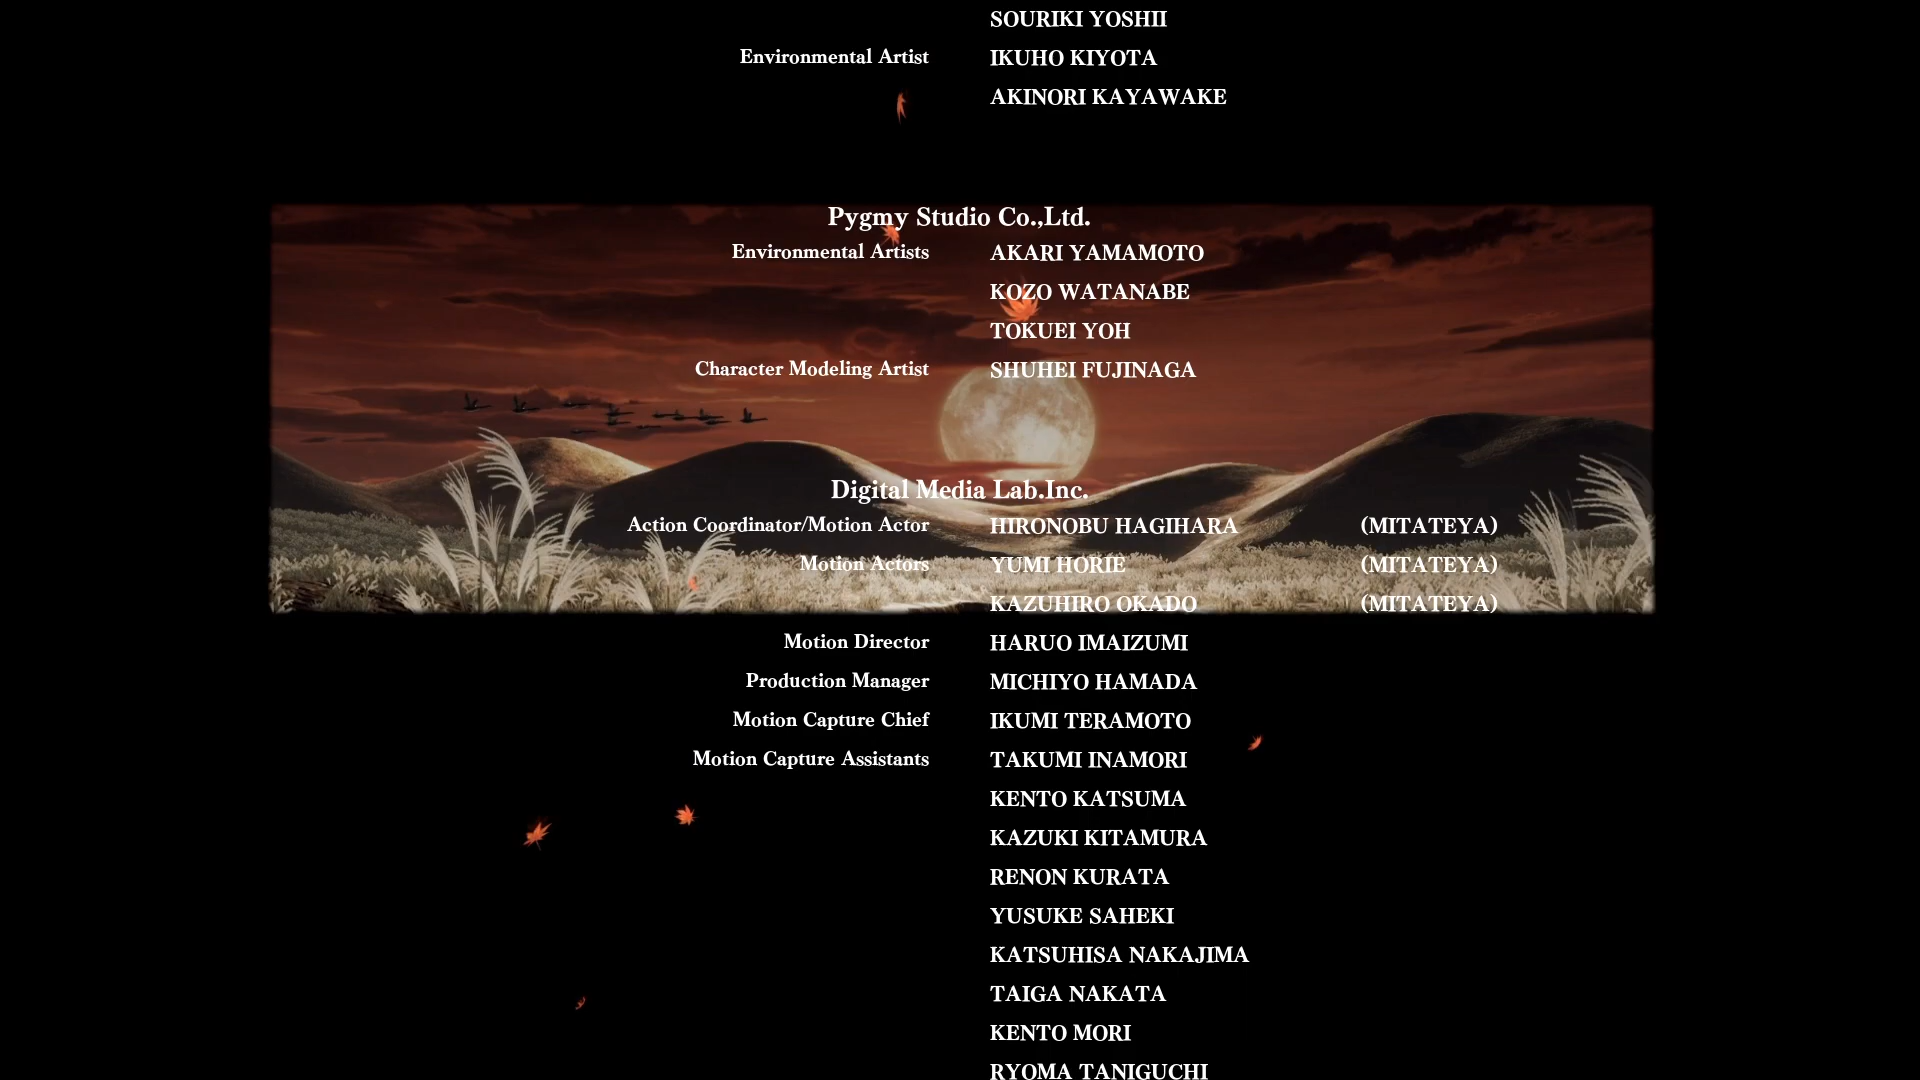 SOURIKI YOSHII
Environmental Artist IKUHO KIYOTA
AKINORI KAYAWAKE
Pygmy Studio Co.,Ltd.
Environmental Artists AKARI YAMAMOTO
KOZO WATANABE
TOKUEI YOH
Character Modeling Artist SHUHEI FUJINAGA
Digital Media Lab.Inc.
Action Coordinator/Motion Actor HIRONOBU HAGIHARA (MITATEYA)
Motion Actors YUMI HORIE (MITATEYA)
KAZUHIRO OKADO (MITATEYA)
Motion Director HARUO IMAIZUMI
Production Manager MICHIYO HAMADA
Motion Capture Chief IKUMI TERAMOTO
Motion Capture Assistants TAKUMI INAMORI
KENTO KATSUMA
KAZUKI KITAMURA
RENON KURATA
YUSUKE SAHEKI
KATSUHISA NAKAJIMA
TAIGA NAKATA
KENTO MORI
RYOMA TANIGUCHI